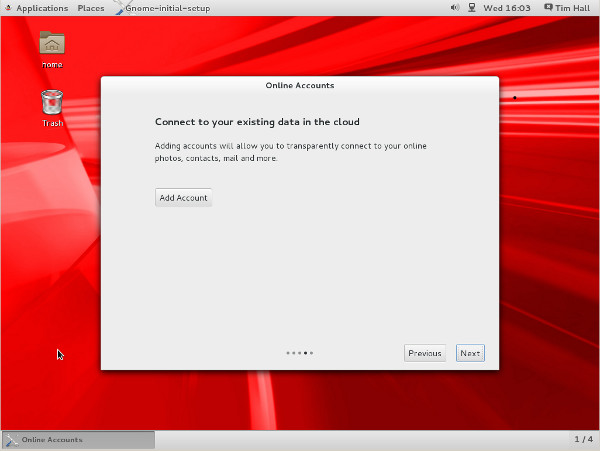 Applications Places Gnome-initial-setup Wed 16:03 Tim Hall
home
Trash
Online Accounts
Connect to your existing data in the cloud
Adding accounts will allow you to transparently connect to your online
photos, contacts, mail and more.
Add Account
Previous Next
Online Accounts 1 / 4